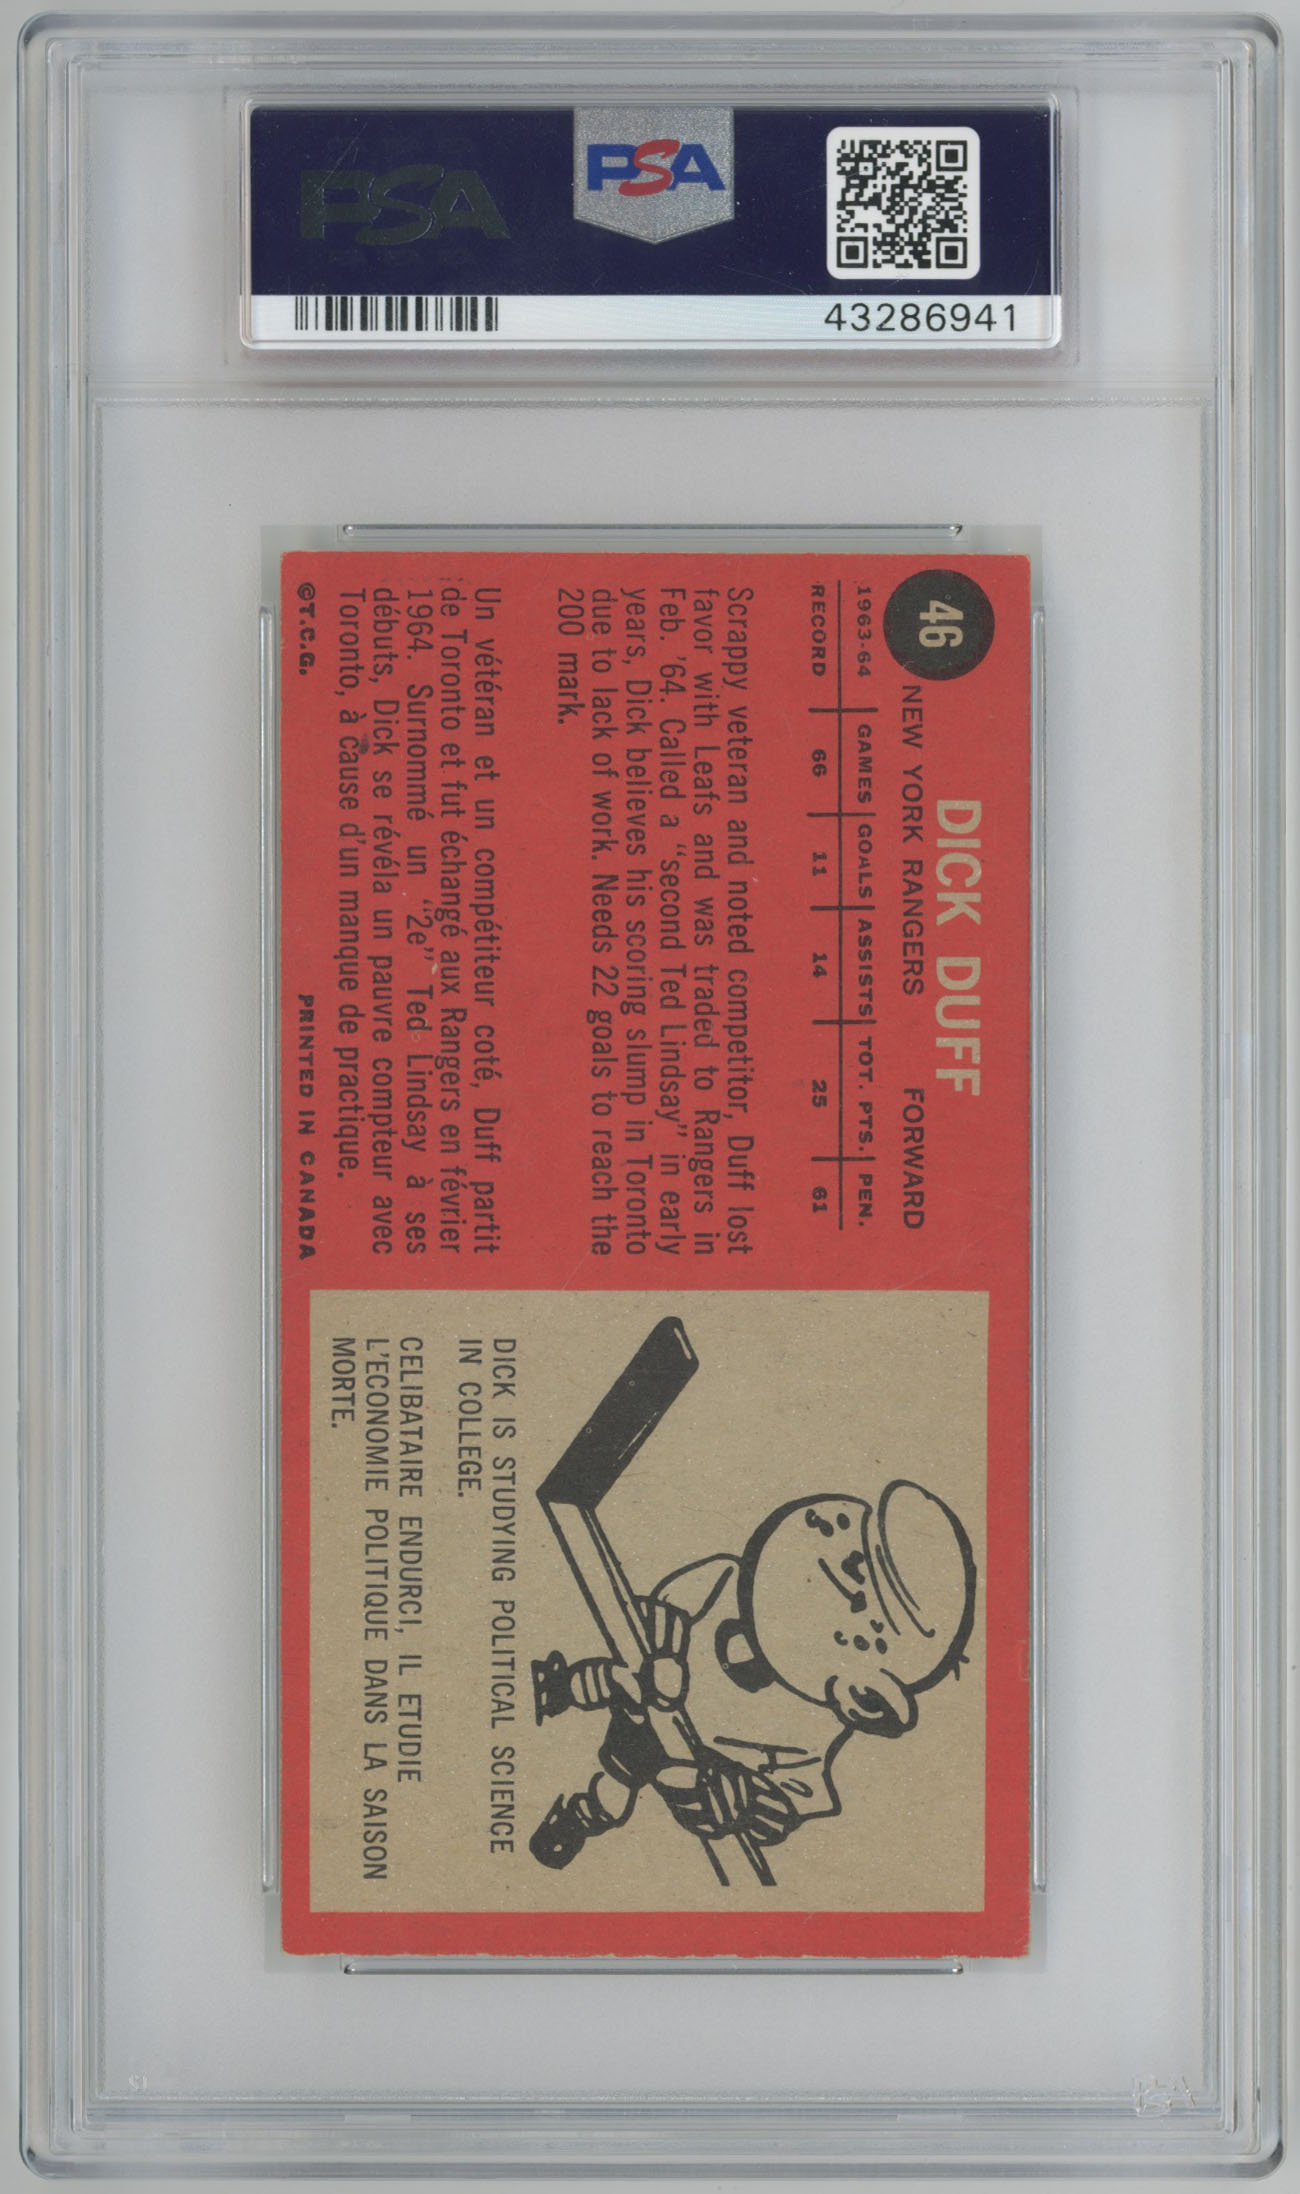 PSA
PSA
43286941
46
DICK DUFF
NEW YORK RANGERS FORWARD
1963-64 GAMES GOALS ASSISTS TOT. PTS. PEN.
RECORD 66 11 14 25 61
Scrappy veteran and noted competitor, Duff lost
favor with Leafs and was traded to Rangers in
Feb. '64. Called a "second Ted Lindsay" in early
years, Dick believes his scoring slump in Toronto
due to lack of work. Needs 22 goals to reach the
200 mark.
Un vétéran et un compétiteur coté, Duff partit
de Toronto et fut échangé aux Rangers en février
1964. Surnommé un "2e" Ted Lindsay à ses
débuts, Dick se révéla un pauvre compteur avec
Toronto, à cause d'un manque de practique.
©T.C.G. PRINTED IN CANADA
DICK IS STUDYING POLITICAL SCIENCE
IN COLLEGE.
CELIBATAIRE ENDURCI, IL ETUDIE
L'ECONOMIE POLITIQUE DANS LA SAISON
MORTE.
PSA